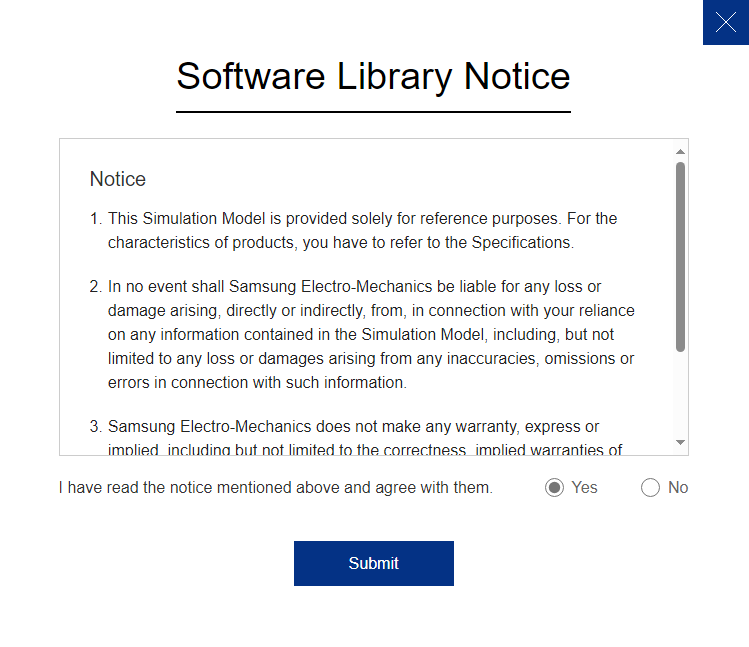 Software Library Notice
Notice
1. This Simulation Model is provided solely for reference purposes. For the
characteristics of products, you have to refer to the Specifications.
2. In no event shall Samsung Electro-Mechanics be liable for any loss or
damage arising, directly or indirectly, from, in connection with your reliance
on any information contained in the Simulation Model, including, but not
limited to any loss or damages arising from any inaccuracies, omissions or
errors in connection with such information.
3. Samsung Electro-Mechanics does not make any warranty, express or
implied, including but not limited to the correctness, implied warranties of
I have read the notice mentioned above and agree with them. Yes No
Submit